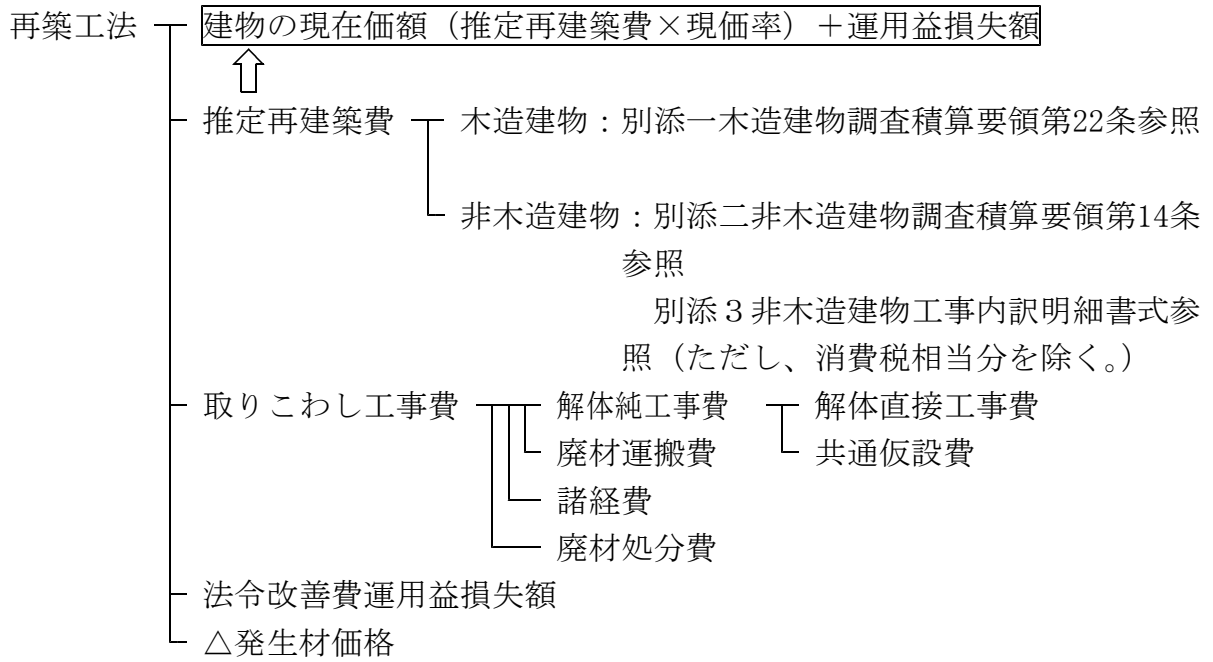 再築工法 建物の現在価額（推定再建築費×現価率）＋運用益損失額
推定再建築費 木造建物：別添一木造建物調査積算要領第22条参照
非木造建物：別添二非木造建物調査積算要領第14条
参照
別添３非木造建物工事内訳明細書式参
照（ただし、消費税相当分を除く。）
取りこわし工事費 解体純工事費 解体直接工事費
廃材運搬費 共通仮設費
諸経費
廃材処分費
法令改善費運用益損失額
△発生材価格